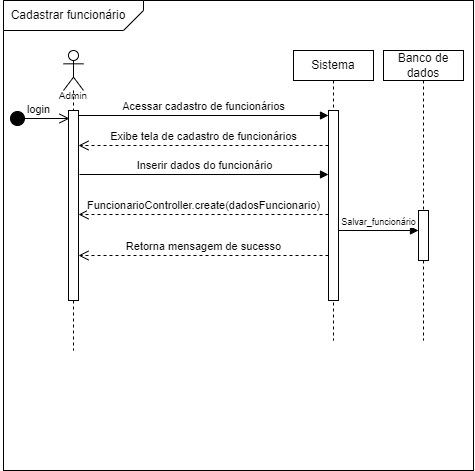 Cadastrar funcionário
Admin
Sistema
Banco de
dados
login
Acessar cadastro de funcionários
Exibe tela de cadastro de funcionários
Inserir dados do funcionário
FuncionarioController.create(dadosFuncionario)
Salvar_funcionário
Retorna mensagem de sucesso